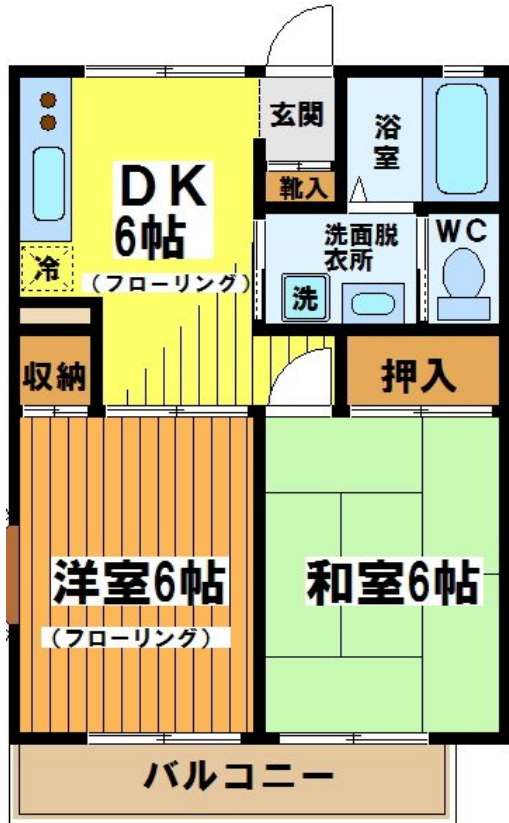 玄関
浴
室
DK
6帖
(フローリング)
靴入
冷
洗面脱
衣所
WC
洗
収納
押入
洋室6帖
(フローリング)
和室6帖
バルコニー